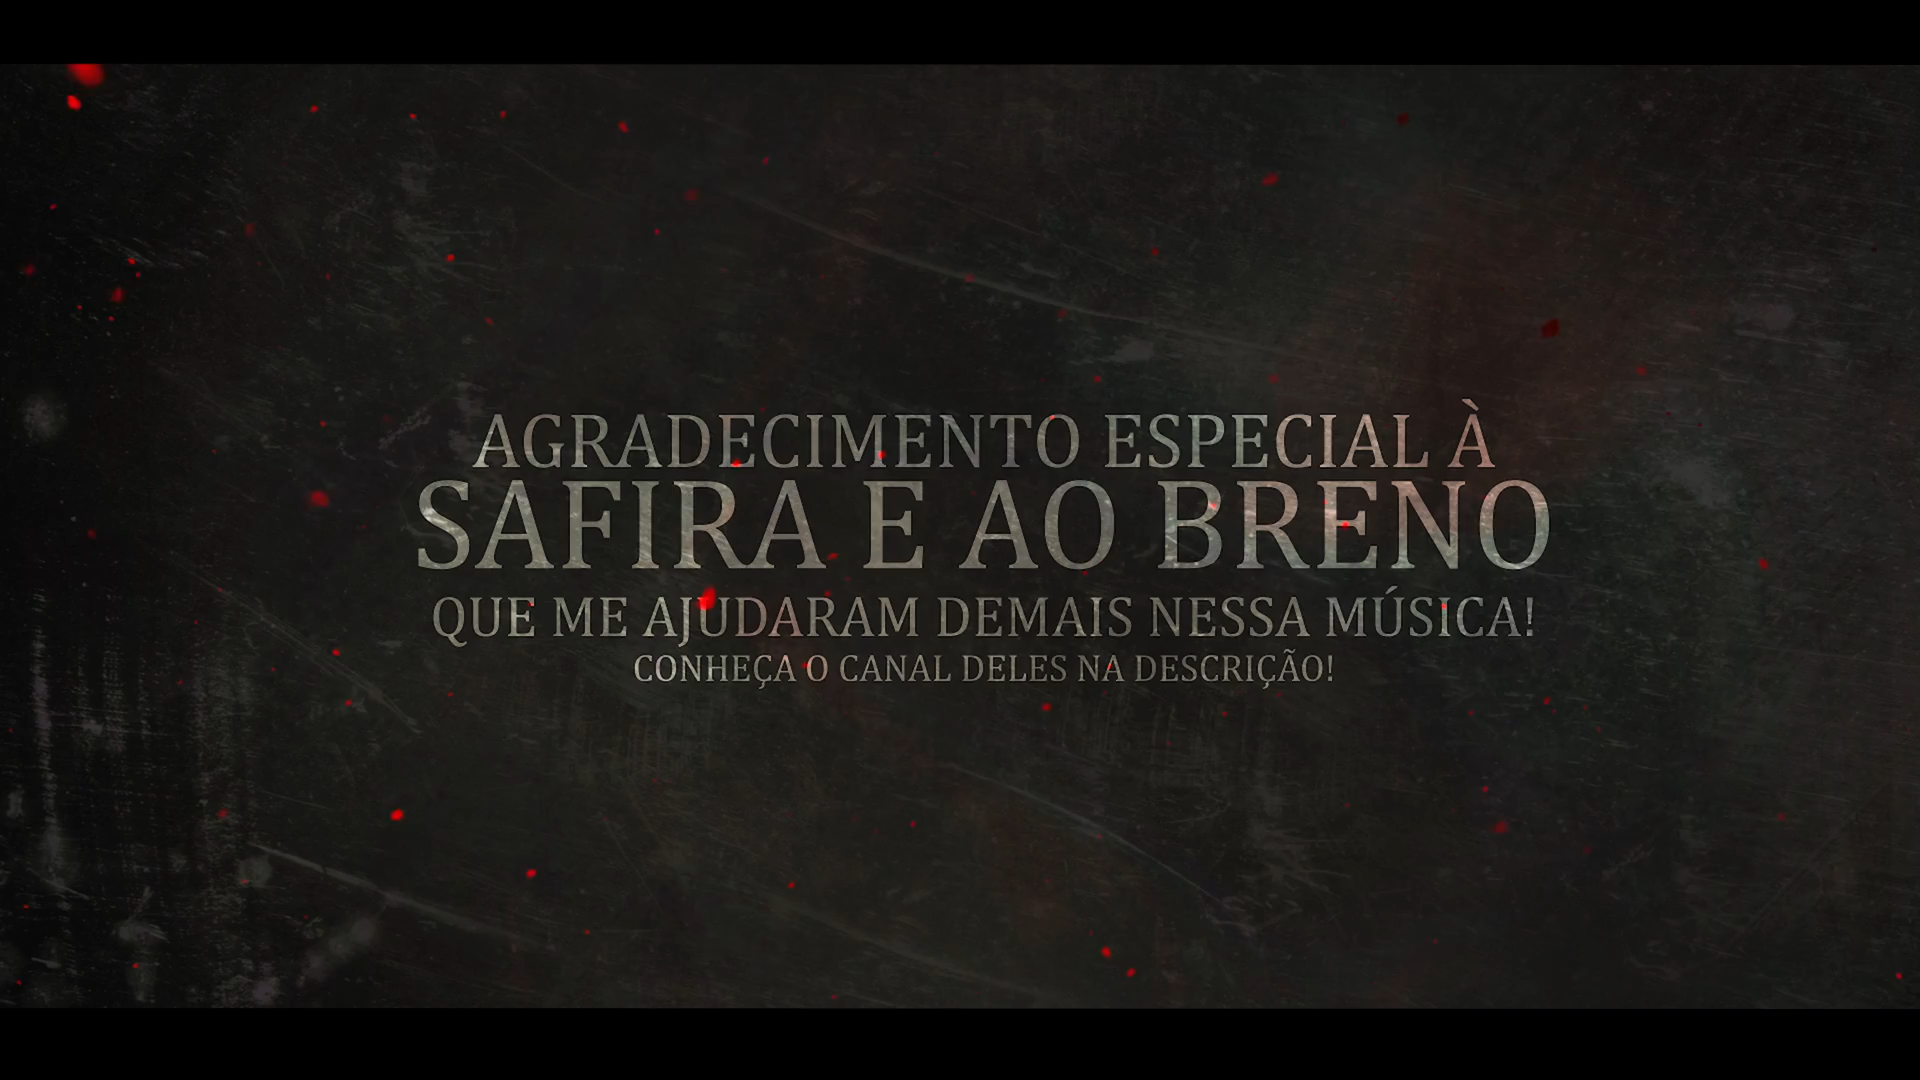 AGRADECIMENTO ESPECIAL À
SAFIRA E AO BRENO
QUE ME AJUDARAM DEMAIS NESSA MÚSICA!
CONHEÇA O CANAL DELES NA DESCRIÇÃO!